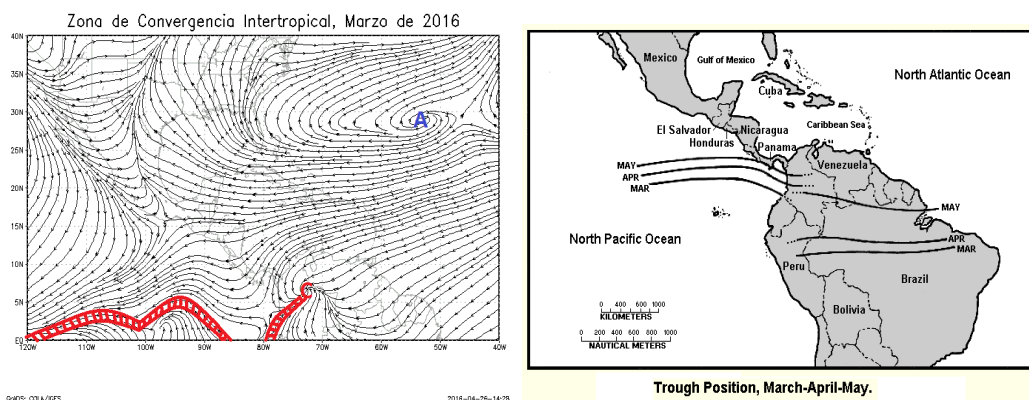 Zona de Convergencia Intertropical, Marzo de 2016
40N
35N
30N
25N
20N
15N
10N
5N
EQ
A
120W 110W 100W 90W 80W 70W 60W 50W 40W
GrADS: COLA/IGES
2016-04-26-14:28
Mexico
Gulf of Mexico
North Atlantic Ocean
Cuba
Caribbean Sea
El Salvador
Nicaragua
Honduras
Panama
Venezuela
MAY
APR
MAR
MAY
North Pacific Ocean
APR
MAR
Peru
Brazil
Bolivia
0 400 600 1000
KILOMETERS
0 200 400 600 800 1000
NAUTICAL METERS
Trough Position, March-April-May.